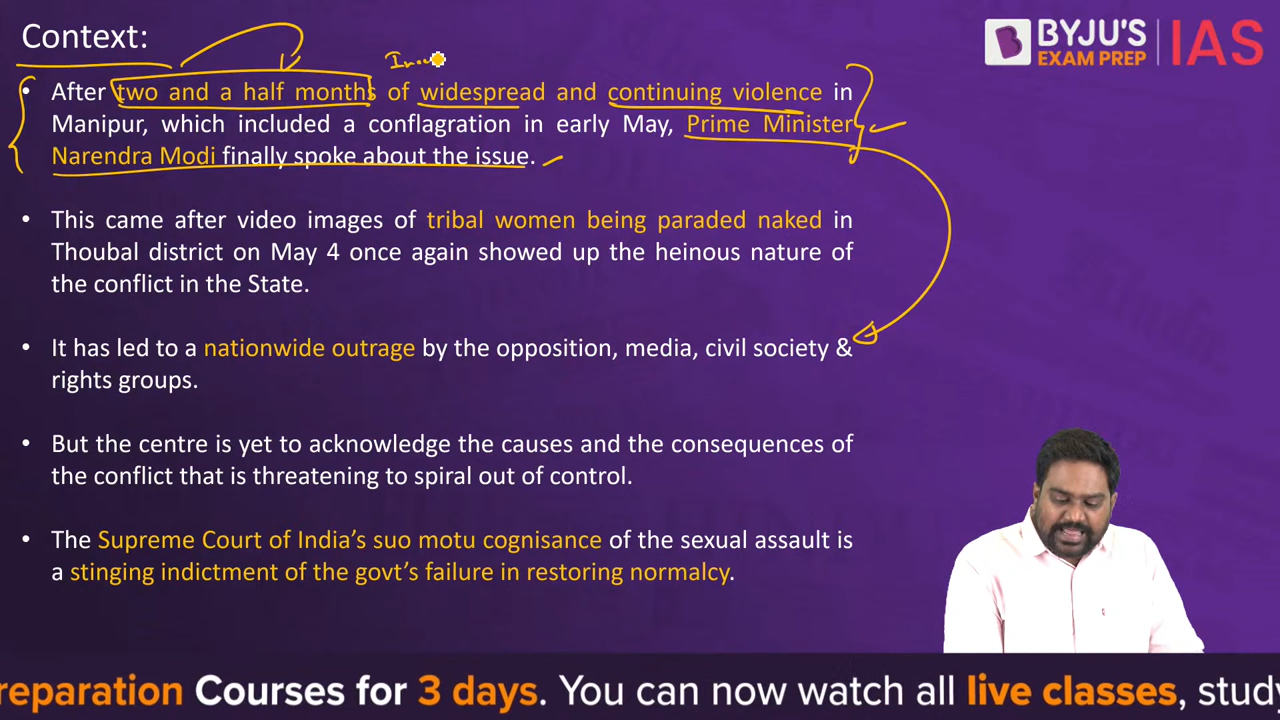 Context:
BYJU'S
EXAM PREP
IAS
• After two and a half months of widespread and continuing violence in
Manipur, which included a conflagration in early May, Prime Minister
Narendra Modi finally spoke about the issue.
• This came after video images of tribal women being paraded naked in
Thoubal district on May 4 once again showed up the heinous nature of
the conflict in the State.
• It has led to a nationwide outrage by the opposition, media, civil society &
rights groups.
• But the centre is yet to acknowledge the causes and the consequences of
the conflict that is threatening to spiral out of control.
• The Supreme Court of India's suo motu cognisance of the sexual assault is
a stinging indictment of the govt's failure in restoring normalcy.
reparation Courses for 3 days. You can now watch all live classes, study